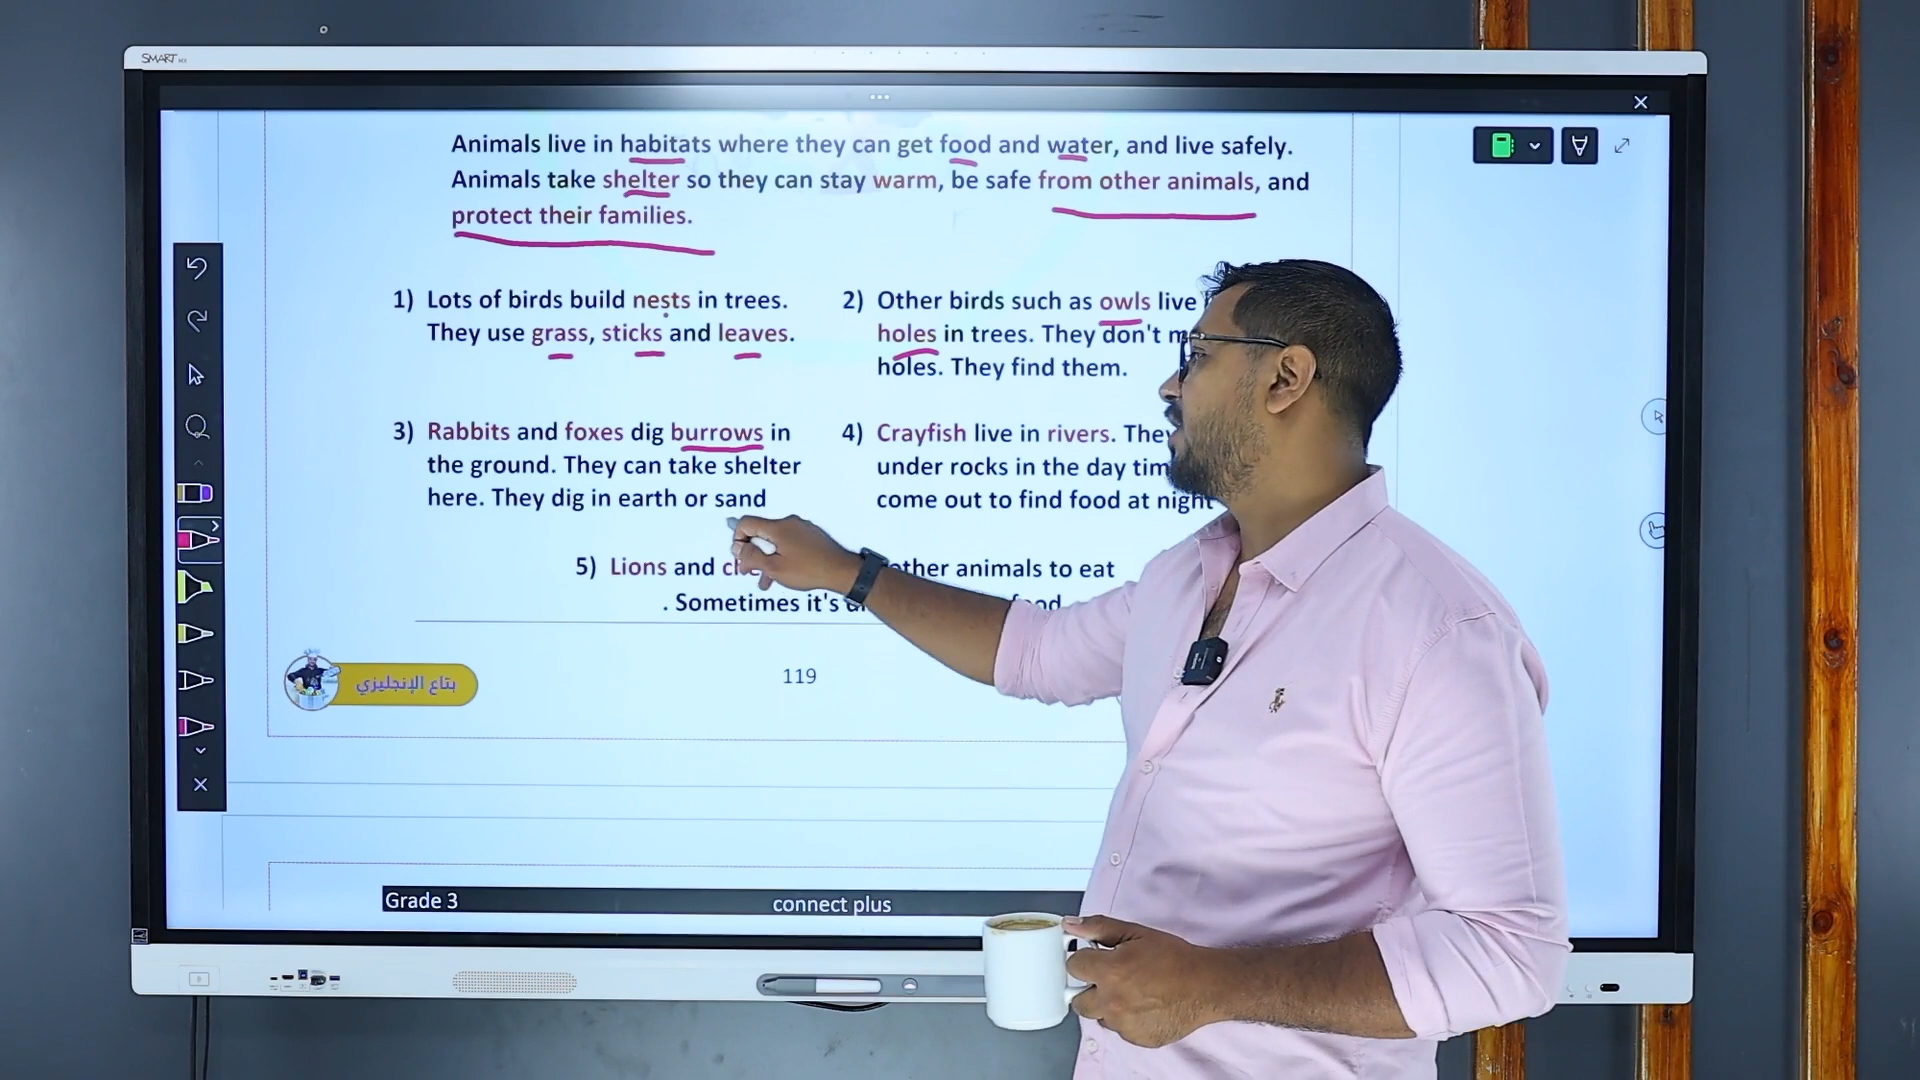 SMART
Animals live in habitats where they can get food and water, and live safely.
Animals take shelter so they can stay warm, be safe from other animals, and
protect their families.
1) Lots of birds build nests in trees.
They use grass, sticks and leaves.
2) Other birds such as owls live
holes in trees. They don't
holes. They find them.
3) Rabbits and foxes dig burrows in
the ground. They can take shelter
here. They dig in earth or sand
4) Crayfish live in rivers. They
under rocks in the day
come out to find food at night
5) Lions and other animals to eat
. Sometimes it's food
بتاع الإنجليزي
119
Grade 3
connect plus